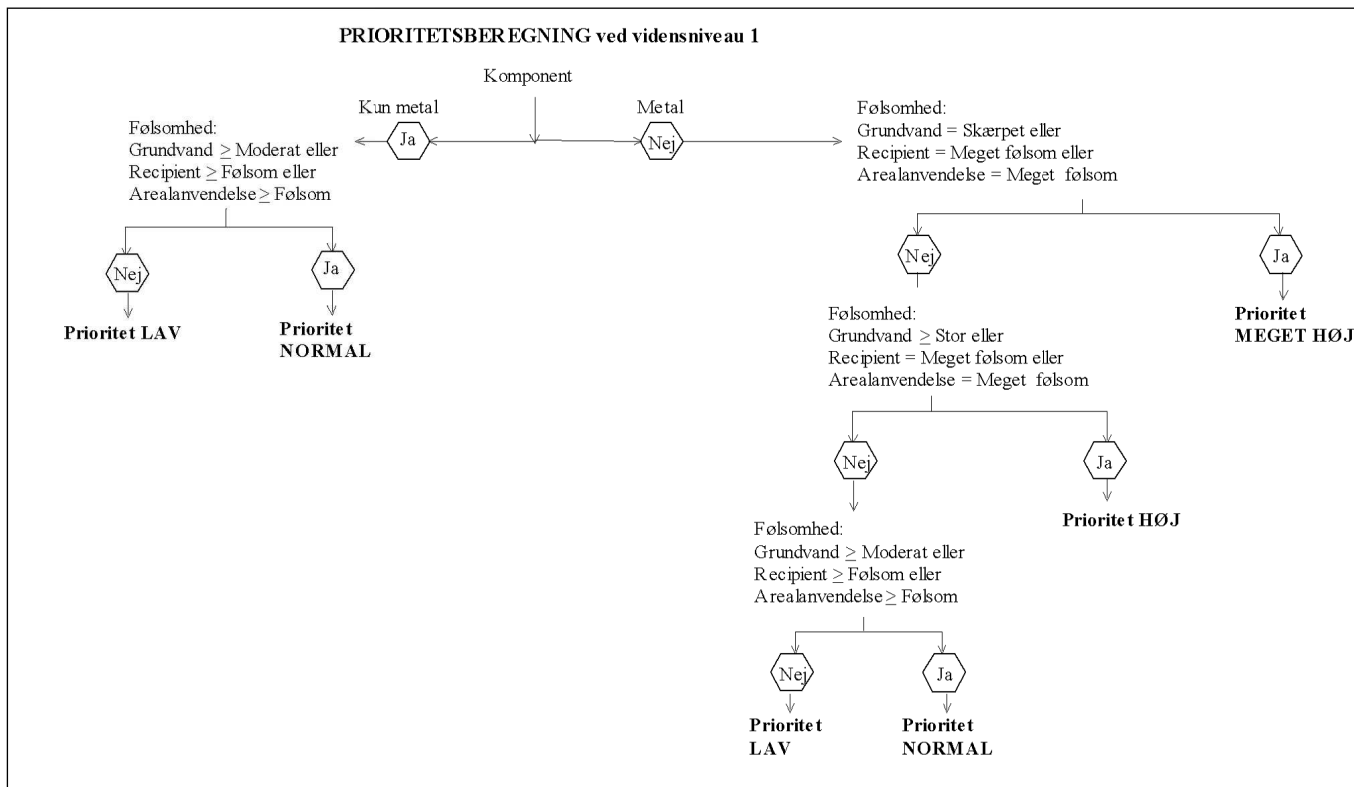 PRIORITETSBEREGNING ved vidensniveau 1
Komponent
Kun metal
Metal
Ja
Nej
Følsomhed:
Grundvand ≥ Moderat eller
Recipient ≥ Følsom eller
Arealanvendelse ≥ Følsom
Følsomhed:
Grundvand = Skærpet eller
Recipient = Meget følsom eller
Arealanvendelse = Meget følsom
Nej
Ja
Prioritet LAV
Prioritet
NORMAL
Nej
Ja
Prioritet
MEGET HØJ
Følsomhed:
Grundvand ≥ Stor eller
Recipient = Meget følsom eller
Arealanvendelse = Meget følsom
Nej
Ja
Prioritet HØJ
Følsomhed:
Grundvand ≥ Moderat eller
Recipient ≥ Følsom eller
Arealanvendelse ≥ Følsom
Nej
Ja
Prioritet
LAV
Prioritet
NORMAL